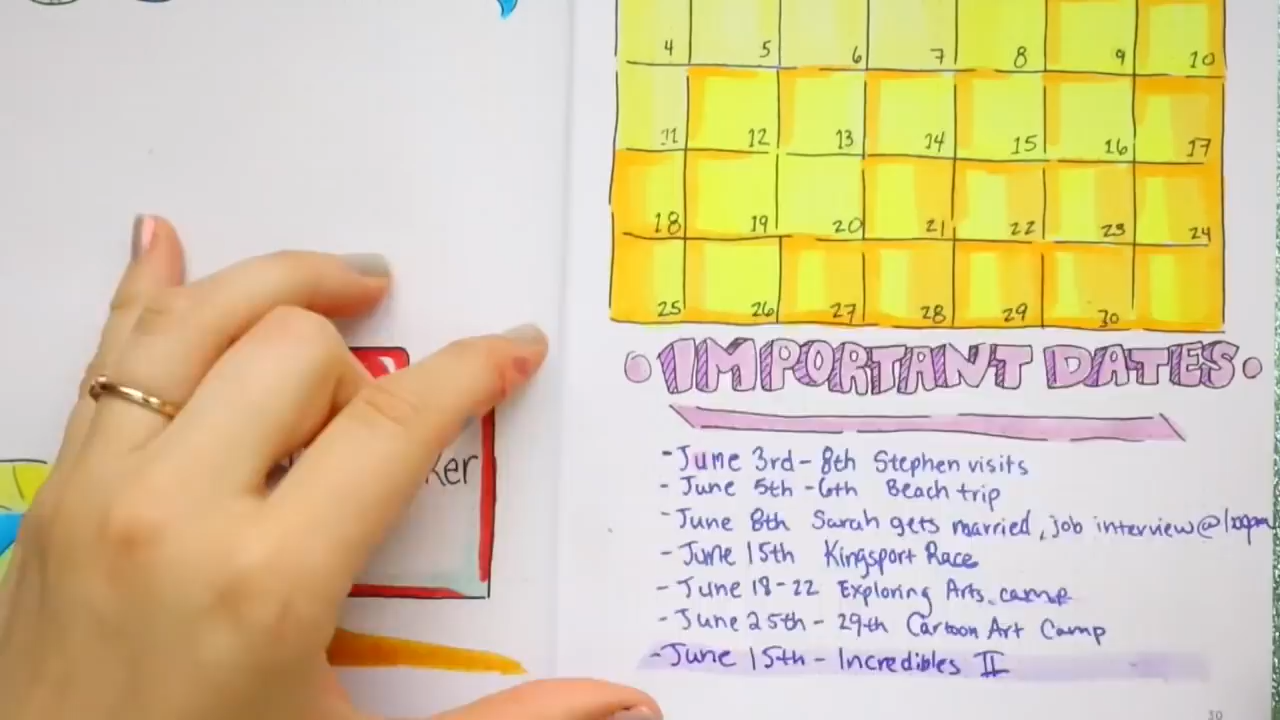 4 5 6 7 8 9 10
11 12 13 14 15 16 17
18 19 20 21 22 23 24
25 26 27 28 29 30
• IMPORTANT DATES •
- June 3rd - 8th Stephen visits
- June 5th - 6th Beach trip
- June 8th Sarah gets married, job interview @
- June 15th Kingsport Race
- June 18 - 22 Exploring Arts camp
- June 25th - 29th Cartoon Art Camp
- June 15th - Incredibles II